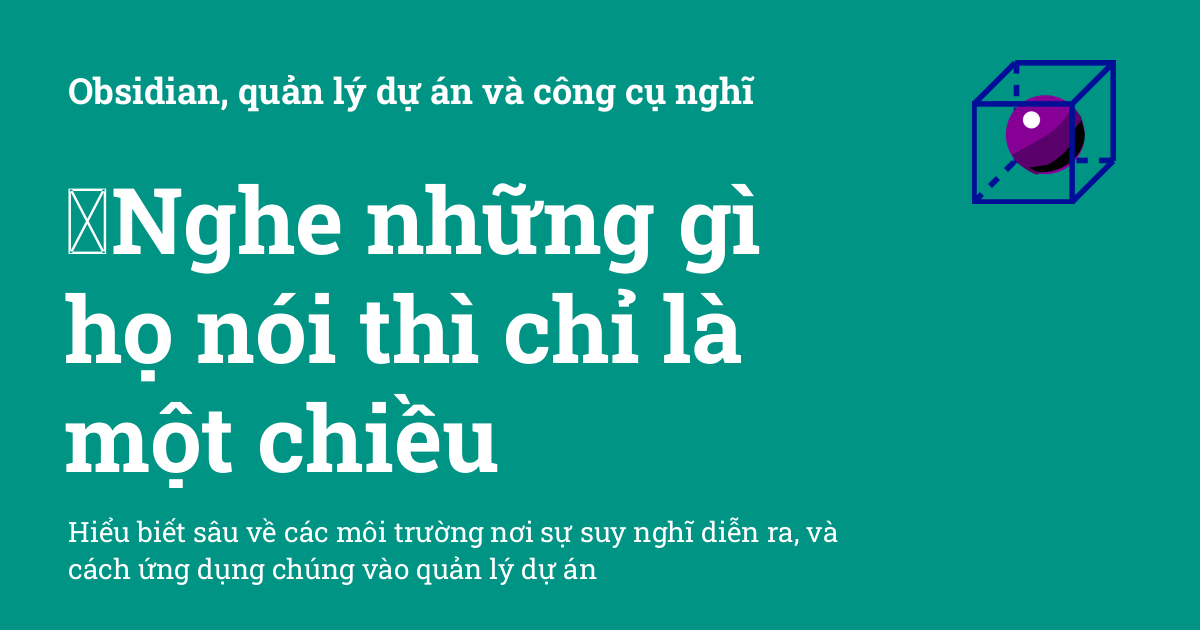 Obsidian, quản lý dự án và công cụ nghĩ
Nghe những gì
họ nói thì chỉ là
một chiều
Hiểu biết sâu về các môi trường nơi sự suy nghĩ diễn ra, và
cách ứng dụng chúng vào quản lý dự án